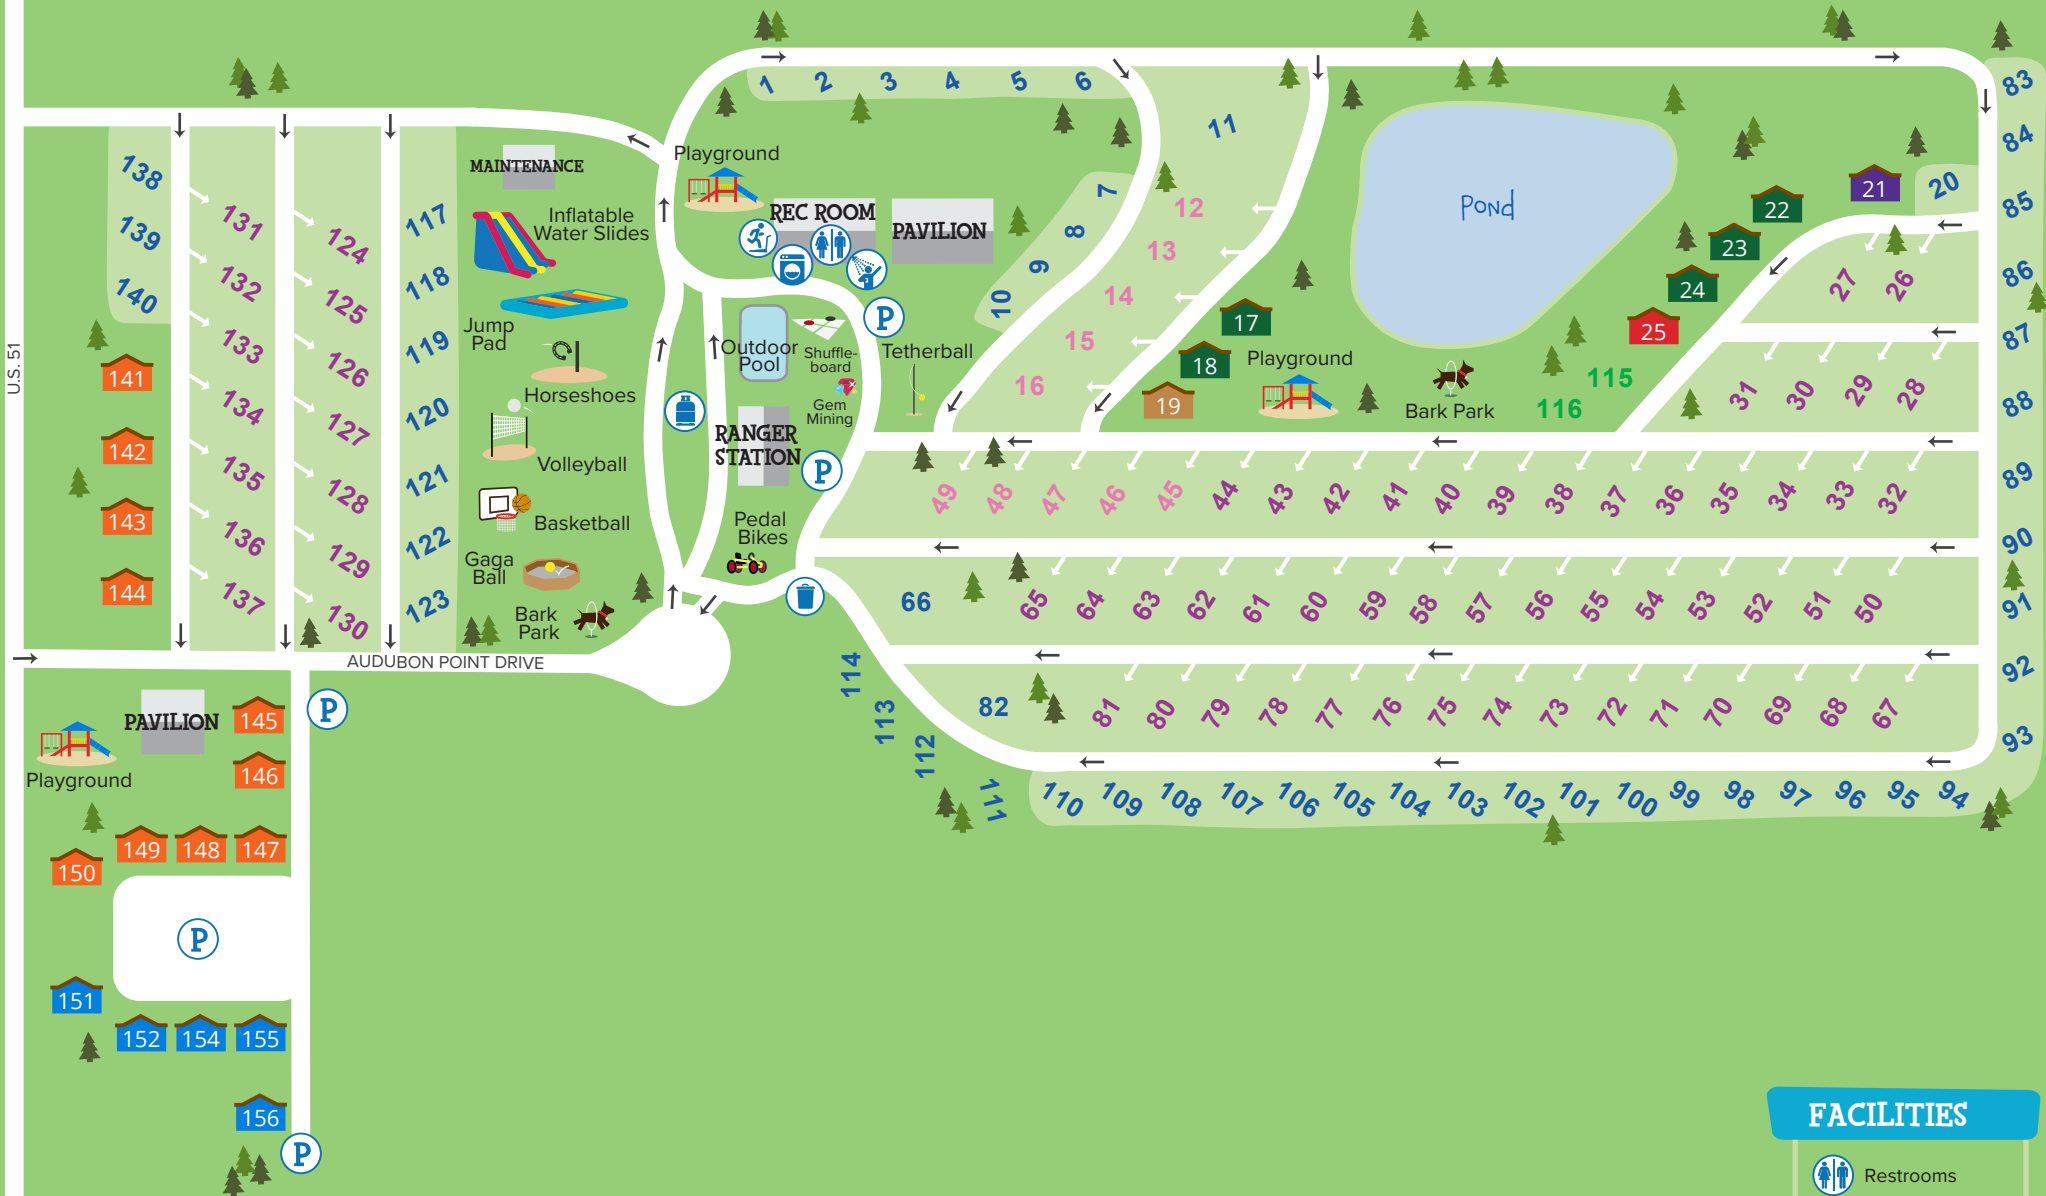 1 2 3 4 5 6
83
11
84
138
Playground
MAINTENANCE
7
21
20
22
85
131
117
Inflatable
Water Slides
REC ROOM
PAVILION
8
12
Pond
139
124
13
23
132
118
9
24
27
26
86
140
125
10
14
17
25
P
Jump
Pad
Outdoor
Pool
Shuffle-
board
Tetherball
15
18
Playground
87
133
119
U.S. 51
141
126
Horseshoes
Gem
Mining
16
19
Bark Park
115
116
31 30 29 28
88
134
120
127
142
RANGER
STATION
P
Volleyball
135
121
128
49 48 47 46 45 44 43 42 41 40 39 38 37 36 35 34 33 32
89
143
Basketball
Pedal
Bikes
136
122
129
90
Gaga
Ball
144
137
123
130
Bark
Park
66
65 64 63 62 61 60 59 58 57 56 55 54 53 52 51 50
91
AUDUBON POINT DRIVE
114
92
PAVILION
145
P
113
82
81 80 79 78 77 76 75 74 73 72 71 70 69 68 67
93
Playground
146
112
111
110 109 108 107 106 105 104 103 102 101 100 99 98 97 96 95 94
149 148 147
150
P
151
152 154 155
156
P
FACILITIES
Restrooms